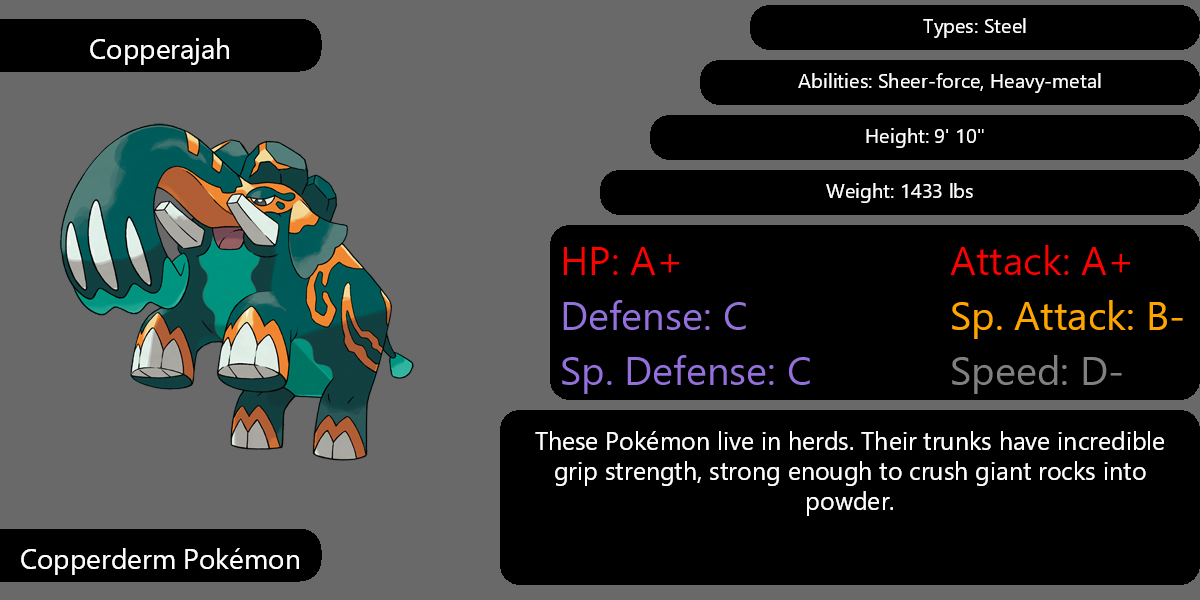 Copperajah
Types: Steel
Abilities: Sheer-force, Heavy-metal
Height: 9' 10"
Weight: 1433 lbs
HP: A+
Attack: A+
Defense: C
Sp. Attack: B-
Sp. Defense: C
Speed: D-
These Pokémon live in herds. Their trunks have incredible
grip strength, strong enough to crush giant rocks into
powder.
Copperderm Pokémon